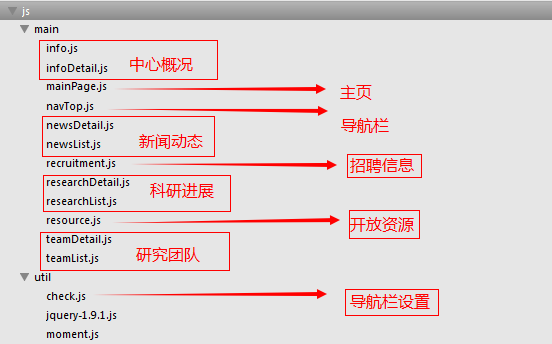 js
main
info.js
infoDetail.js
中心概况
mainPage.js
主页
navTop.js
导航栏
newsDetail.js
newsList.js
新闻动态
recruitment.js
招聘信息
researchDetail.js
researchList.js
科研进展
resource.js
开放资源
teamDetail.js
teamList.js
研究团队
util
check.js
导航栏设置
jquery-1.9.1.js
moment.js